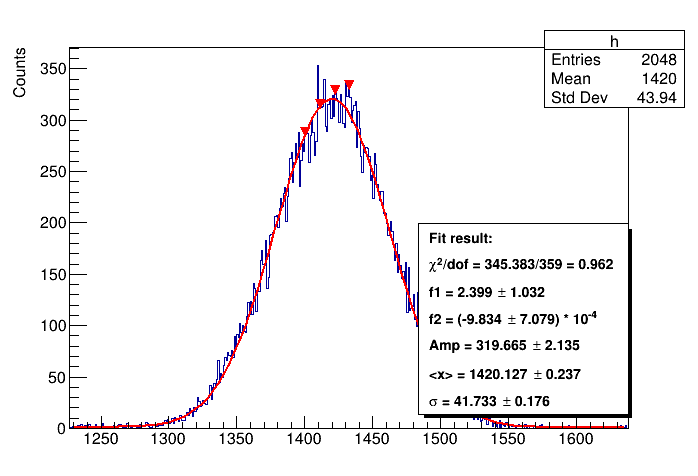 h
Entries 2048
Mean 1420
Std Dev 43.94
Counts
350
300
250
200
150
100
50
0
Fit result:
χ²/dof = 345.383/359 = 0.962
f1 = 2.399 ± 1.032
f2 = (-9.834 ± 7.079) * 10⁻⁴
Amp = 319.665 ± 2.135
<x> = 1420.127 ± 0.237
σ = 41.733 ± 0.176
1250 1300 1350 1400 1450 1500 1550 1600